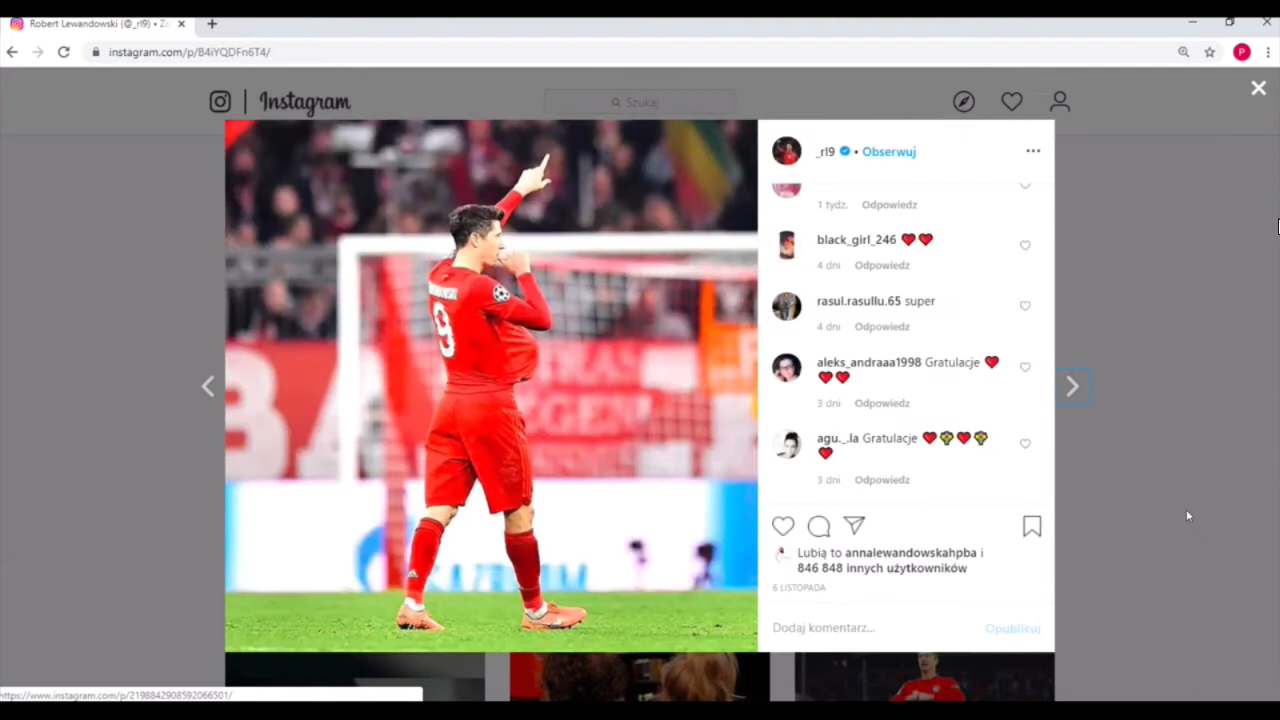 Robert Lewandowski (@_rl9) • Z
instagram.com/p/B4iYQDFn6T4/
P
Instagram
Szukaj
_rl9 • Obserwuj
1 tydz. Odpowiedz
black_girl_246 ❤️❤️
4 dni Odpowiedz
rasul.rasullu.65 super
4 dni Odpowiedz
aleks_andraaa1998 Gratulacje ❤️
❤️❤️
3 dni Odpowiedz
agu._.la Gratulacje ❤️💐❤️💐
❤️
3 dni Odpowiedz
Lubią to annalewandowskahpba i
846 848 innych użytkowników
6 LISTOPADA
Dodaj komentarz...
Opublikuj
9
https://www.instagram.com/p/2198842908592066501/